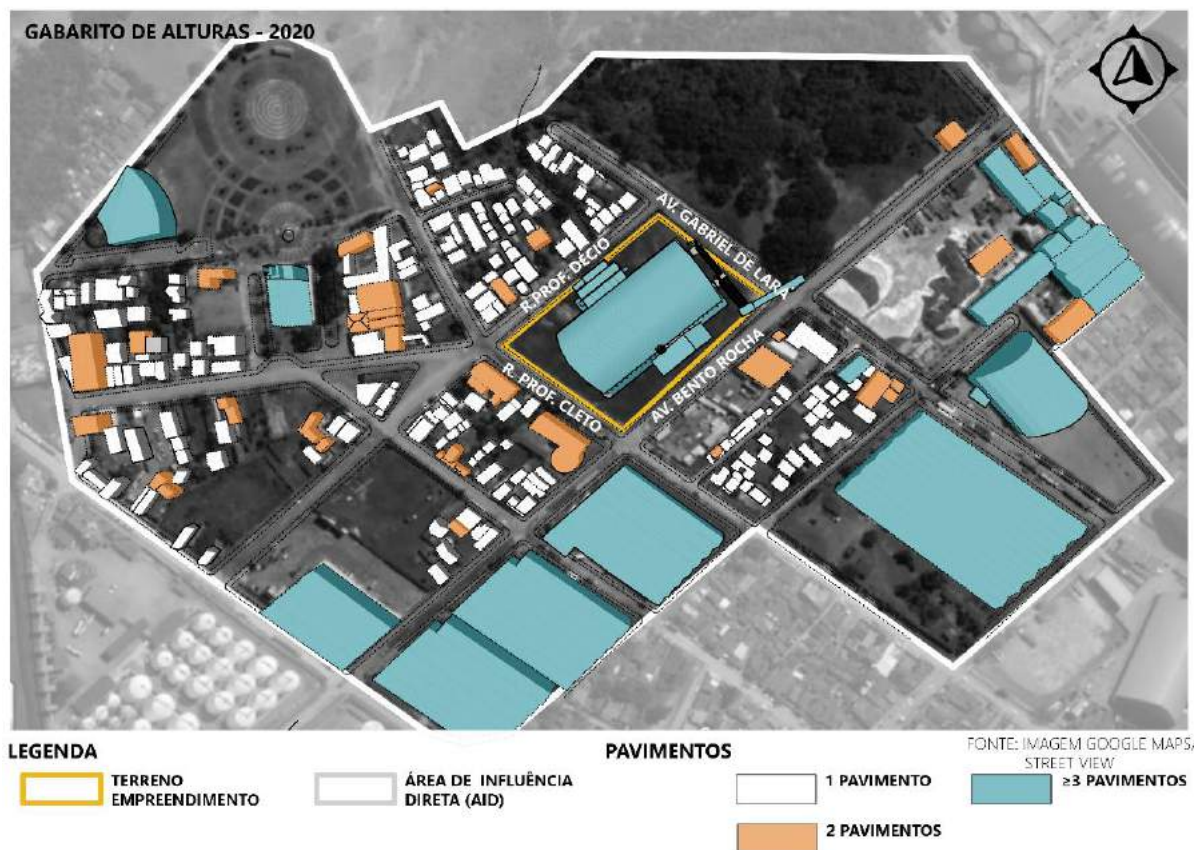 GABARITO DE ALTURAS - 2020
AV. GABRIEL DE LARA
R. PROF. DÉCIO
R. PROF. CLETO
AV. BENTO ROCHA
LEGENDA
TERRENO
EMPREENDIMENTO
ÁREA DE INFLUÊNCIA
DIRETA (AID)
PAVIMENTOS
1 PAVIMENTO
2 PAVIMENTOS
≥3 PAVIMENTOS
FONTE: IMAGEM GOOGLE MAPS/
STREET VIEW